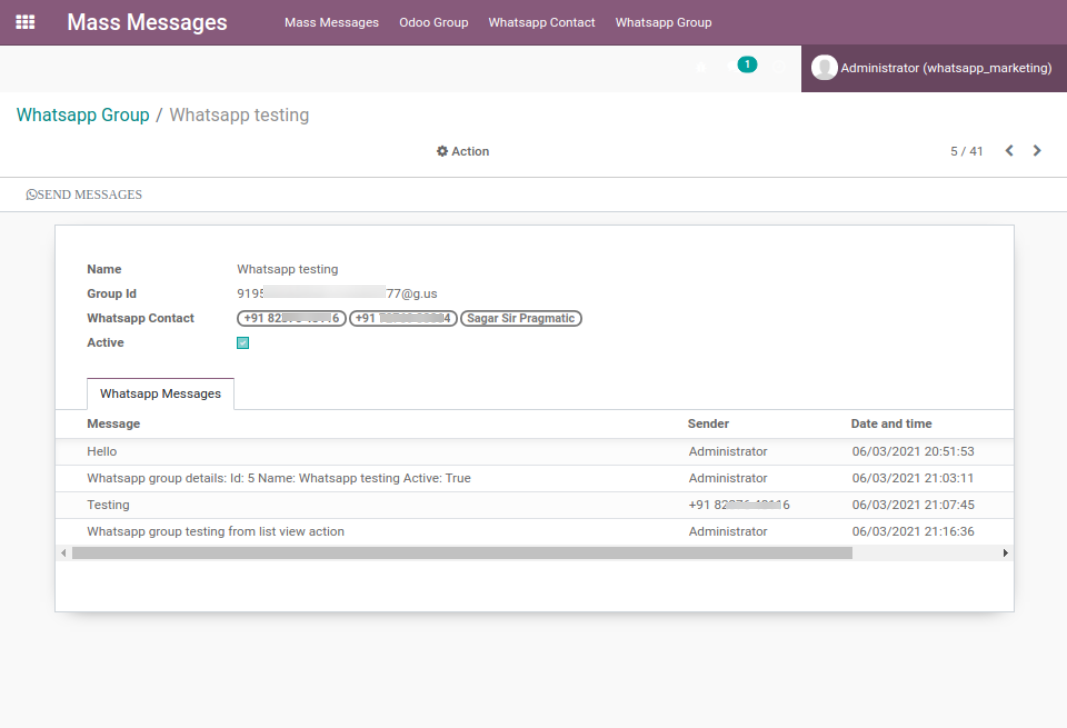 Mass Messages Mass Messages Odoo Group Whatsapp Contact Whatsapp Group
1 Administrator (whatsapp_marketing)
Whatsapp Group / Whatsapp testing
Action 5 / 41
SEND MESSAGES
Name Whatsapp testing
Group Id 9195 77@g.us
Whatsapp Contact +91 82 6 +91 4 Sagar Sir Pragmatic
Active
Whatsapp Messages
Message Sender Date and time
Hello Administrator 06/03/2021 20:51:53
Whatsapp group details: Id: 5 Name: Whatsapp testing Active: True Administrator 06/03/2021 21:03:11
Testing +91 82 6 06/03/2021 21:07:45
Whatsapp group testing from list view action Administrator 06/03/2021 21:16:36